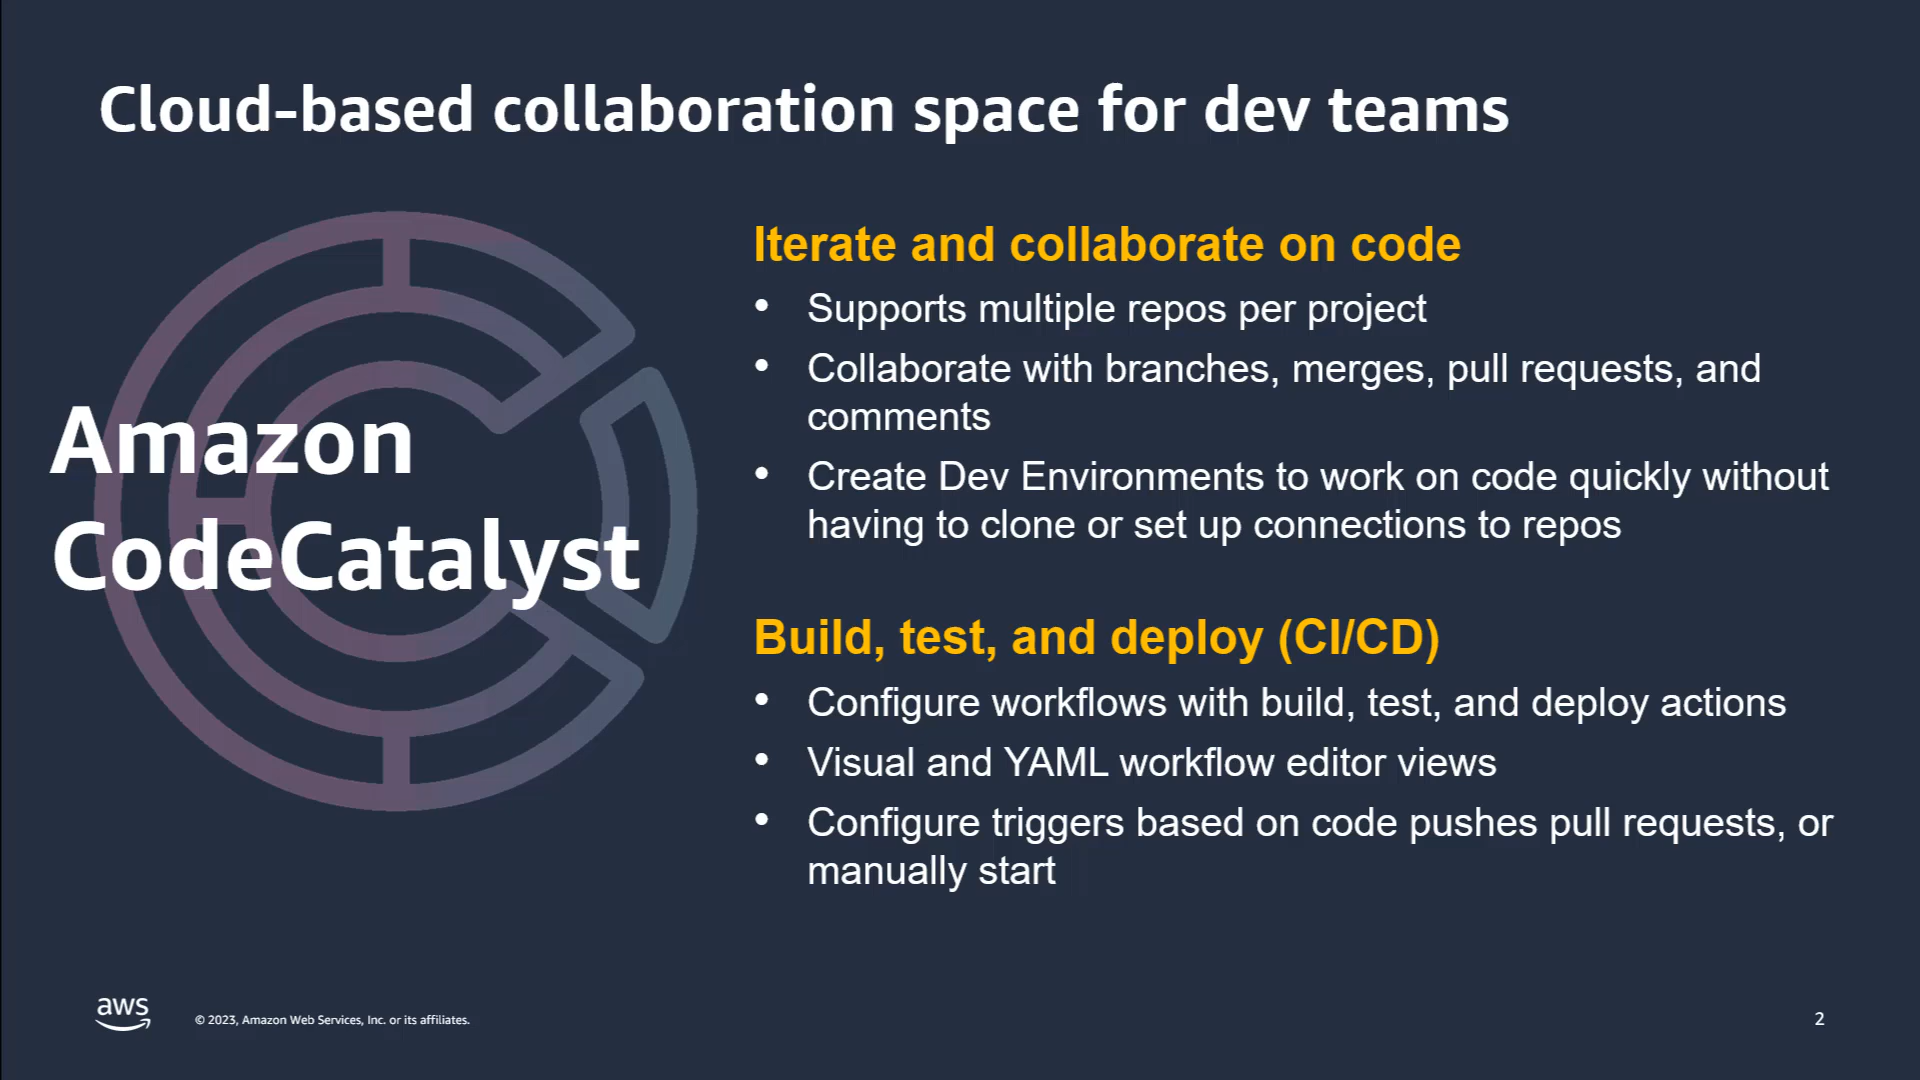 Cloud-based collaboration space for dev teams
Amazon
CodeCatalyst
Iterate and collaborate on code
• Supports multiple repos per project
• Collaborate with branches, merges, pull requests, and
comments
• Create Dev Environments to work on code quickly without
having to clone or set up connections to repos
Build, test, and deploy (CI/CD)
• Configure workflows with build, test, and deploy actions
• Visual and YAML workflow editor views
• Configure triggers based on code pushes pull requests, or
manually start
aws
© 2023, Amazon Web Services, Inc. or its affiliates.
2